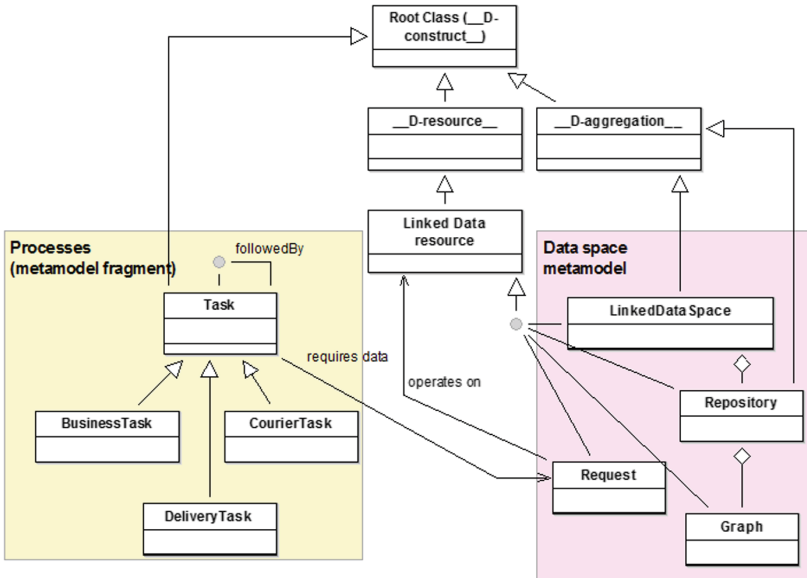 Root Class (__D-
construct__)
__D-resource__
__D-aggregation__
Linked Data
resource
Processes
(metamodel fragment)
followedBy
Task
requires data
operates on
BusinessTask
CourierTask
DeliveryTask
Data space
metamodel
LinkedDataSpace
Repository
Request
Graph